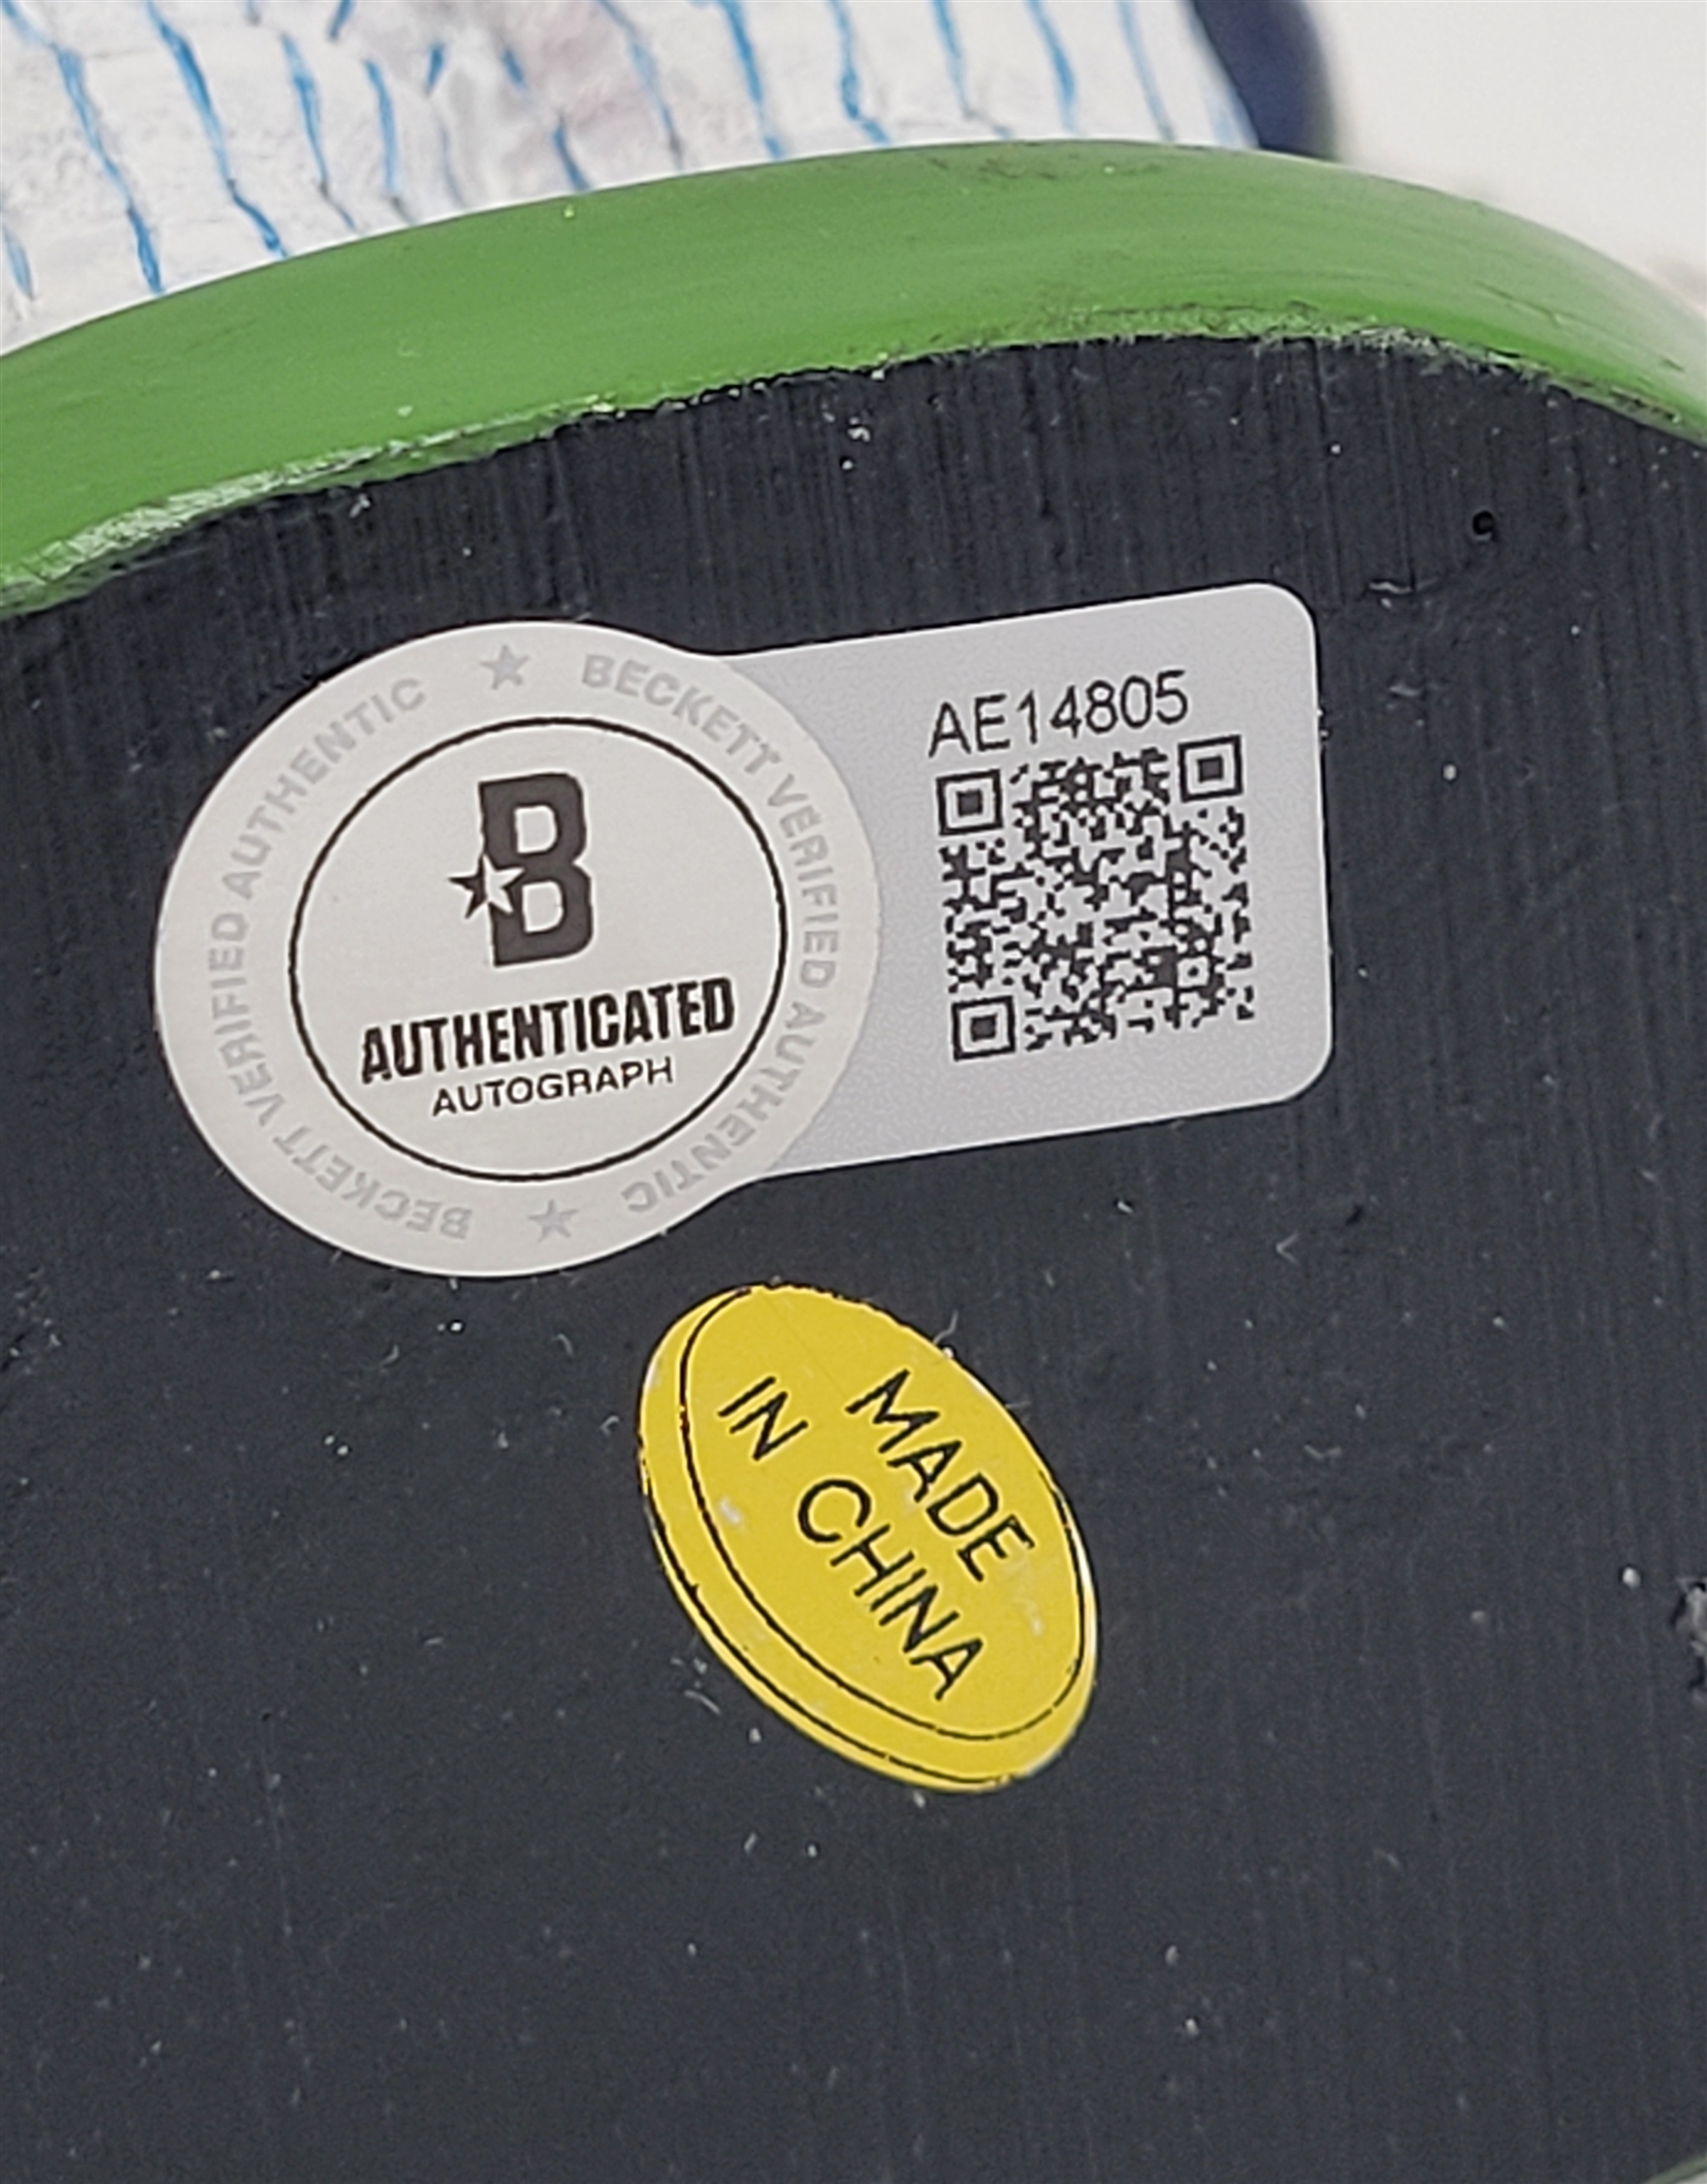 BECKETT VERIFIED AUTHENTIC
BECKETT VERIFIED AUTHENTIC
B
AUTHENTICATED
AUTOGRAPH
AE14805
MADE
IN CHINA